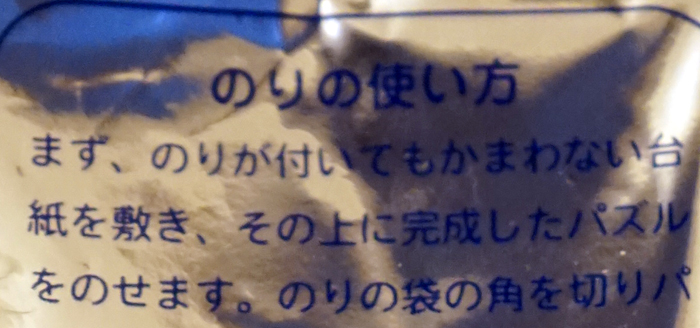 のりの使い方
まず、のりが付いてもかまわない台
紙を敷き、その上に完成したパズル
をのせます。のりの袋の角を切りパ